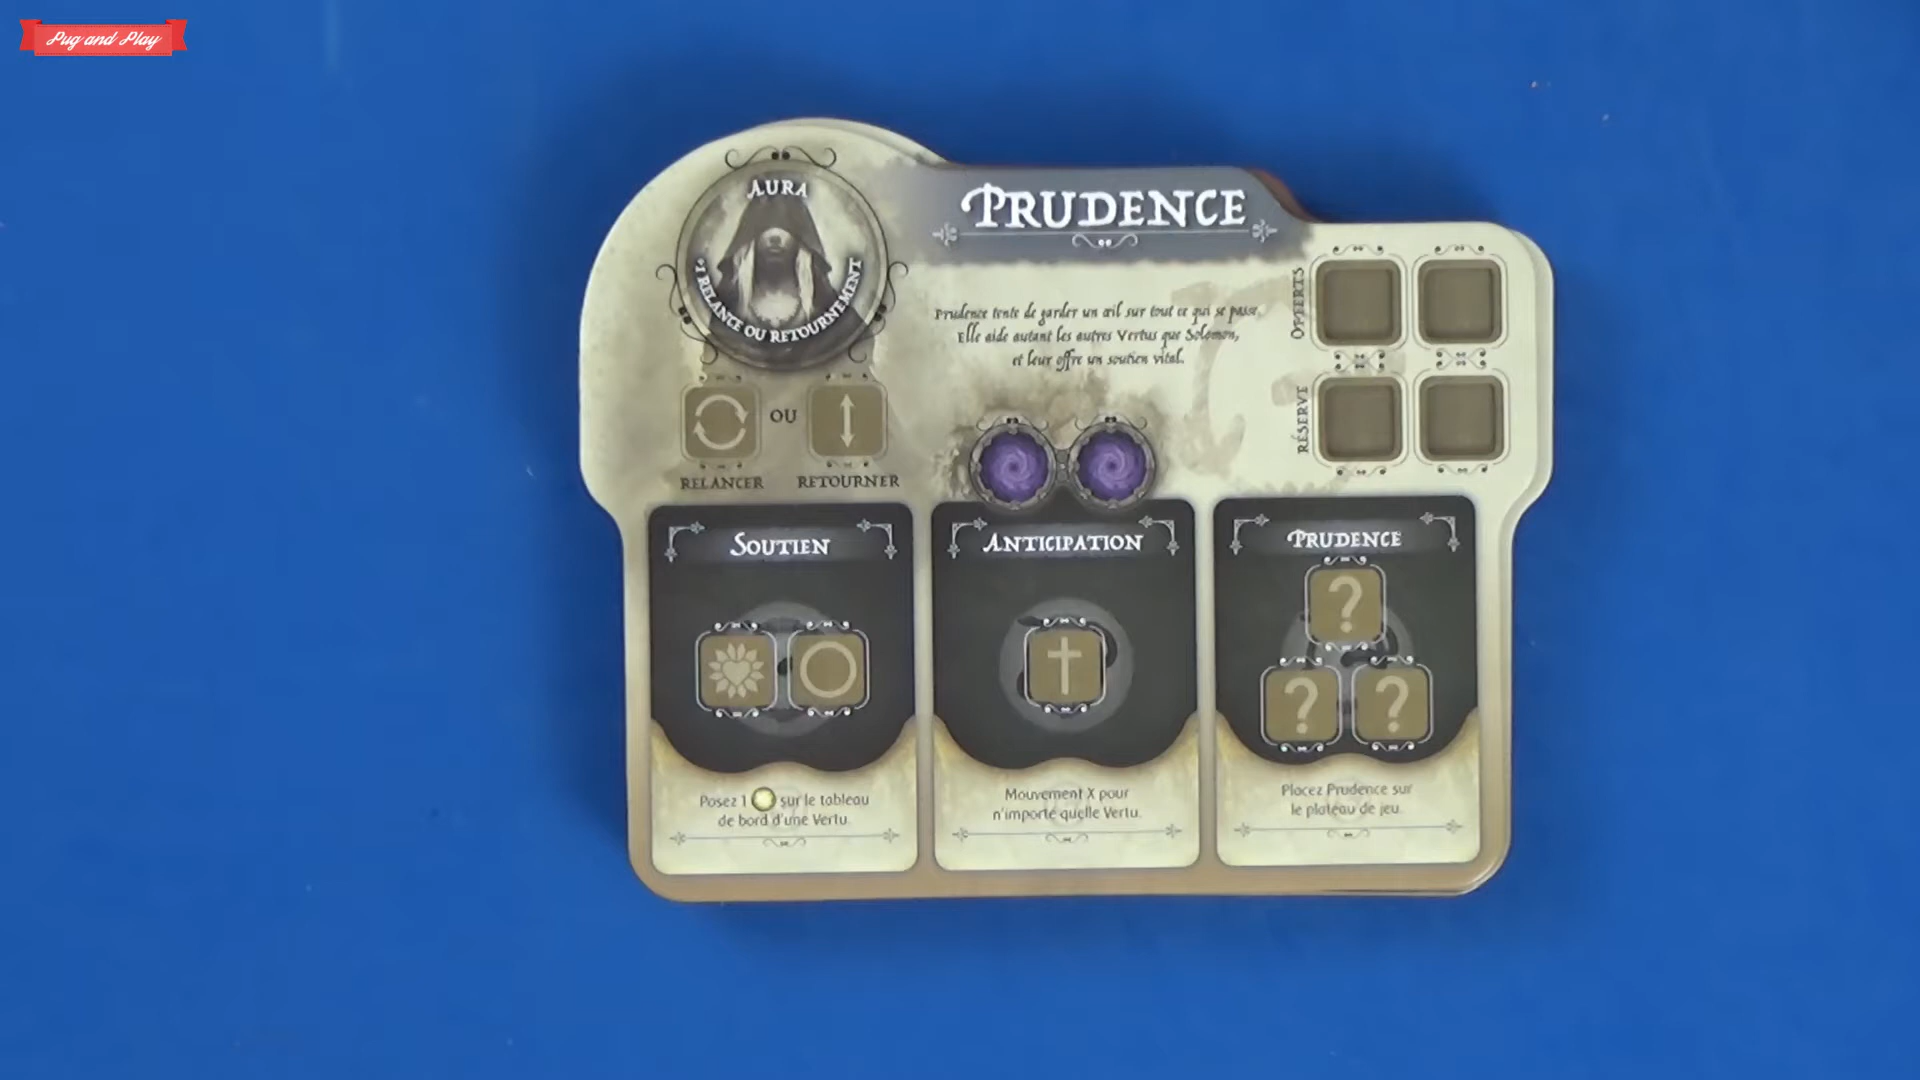 Pug and Play
AURA
+1 RELANCE OU RETOURNEMENT
PRUDENCE
Prudence tente de garder un œil sur tout ce qui se passe.
Elle aide autant les autres Vertus que Solomon,
et leur offre un soutien vital.
OFFERTS
RÉSERVE
OU
RELANCER
RETOURNER
SOUTIEN
? 
Posez 1 sur le tableau
de bord d'une Vertu.
ANTICIPATION
Mouvement X pour
n'importe quelle Vertu.
PRUDENCE
?
? ?
Placez Prudence sur
le plateau de jeu.